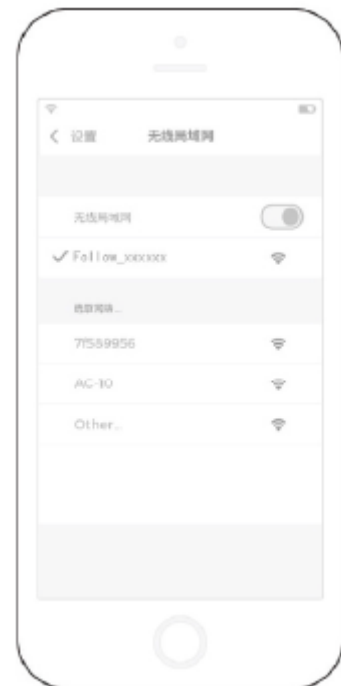 设置 无线局域网
无线局域网
Follow_xxxxxx
选取网络...
7f589956
AC-10
Other..